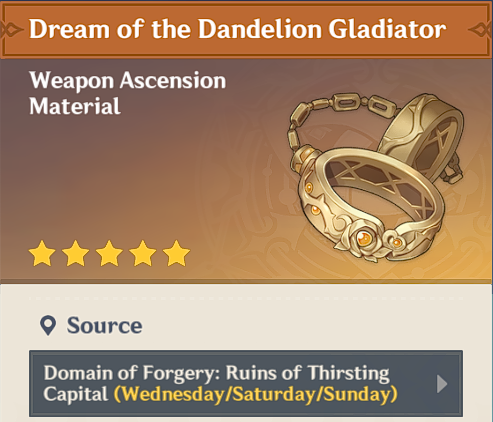 Dream of the Dandelion Gladiator
Weapon Ascension
Material
Source
Domain of Forgery: Ruins of Thirsting
Capital (Wednesday/Saturday/Sunday)